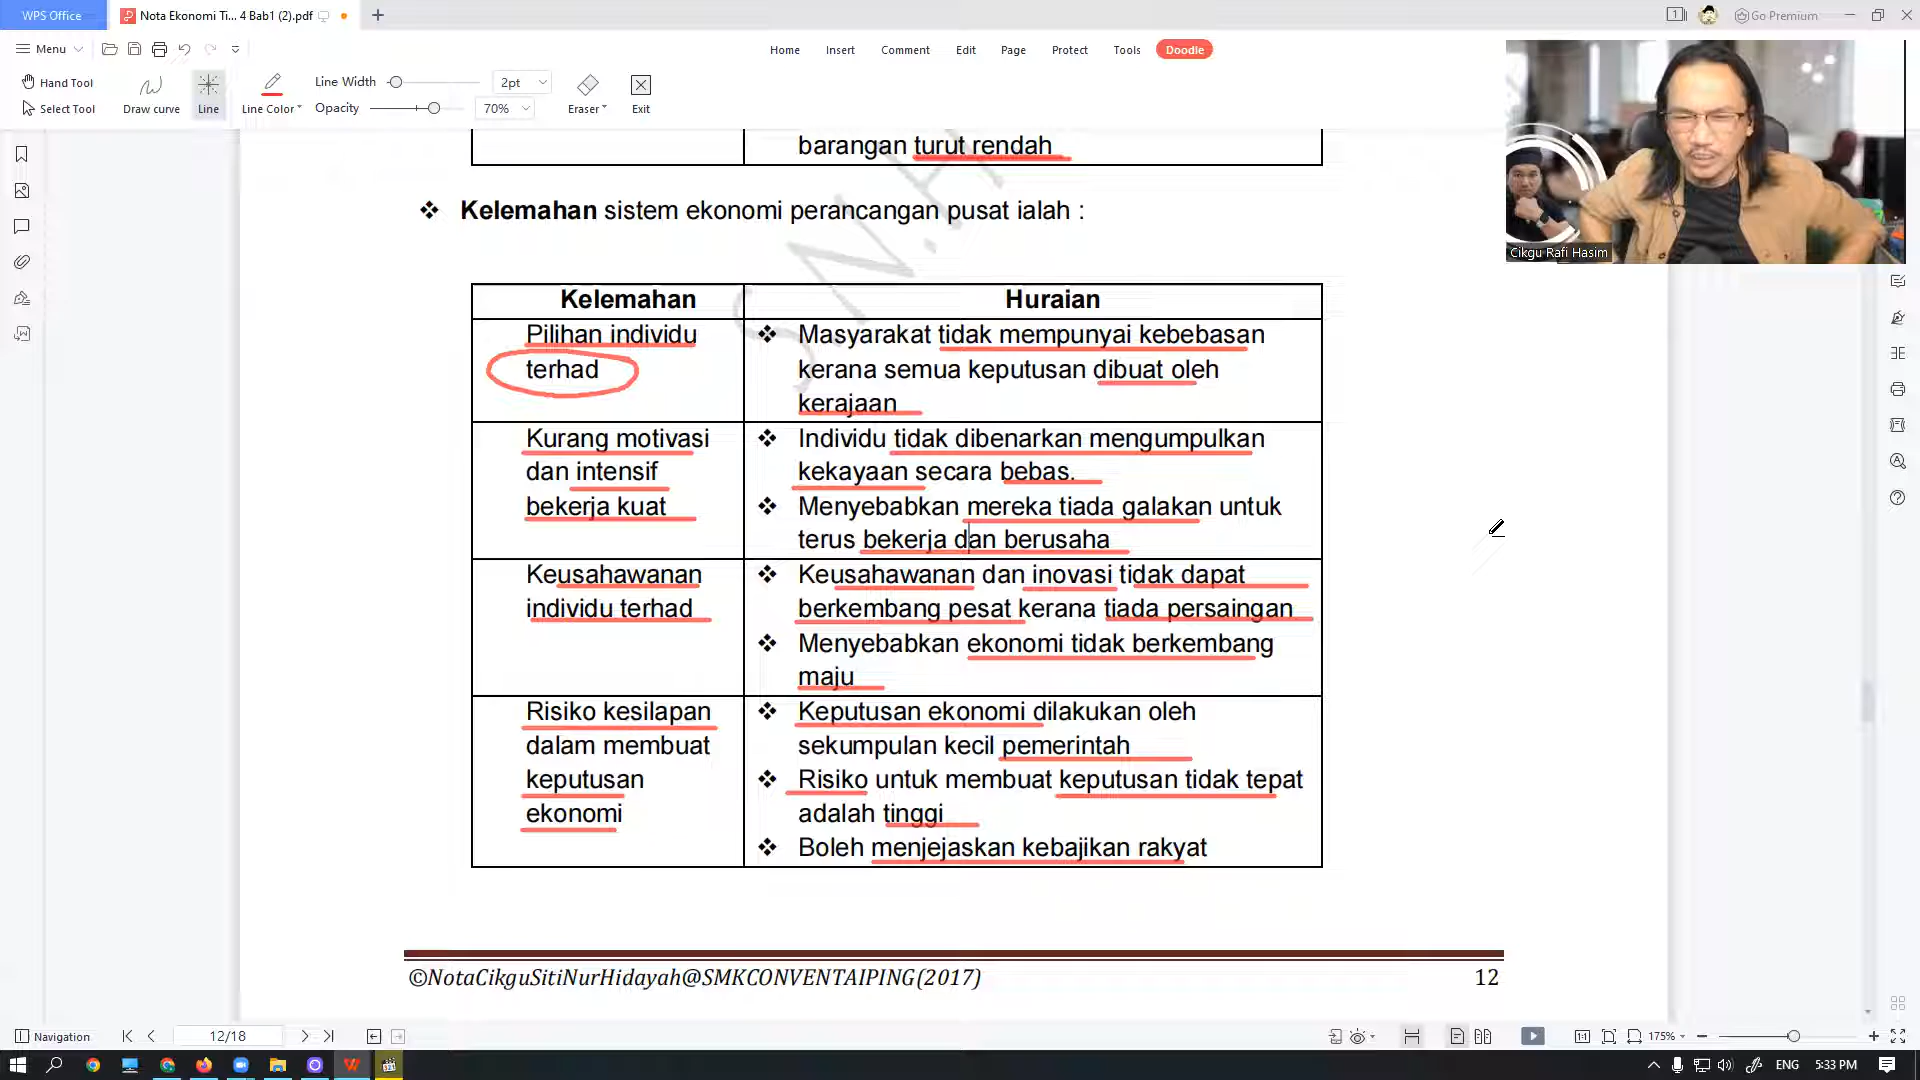 WPS Office
Nota Ekonomi Ti... 4 Bab1 (2).pdf
1
Go Premium
Menu
Home Insert Comment Edit Page Protect Tools Doodle
Hand Tool
Select Tool
Draw curve
Line
Line Color
Line Width 2pt
Opacity 70%
Eraser
Exit
barangan turut rendah
Kelemahan sistem ekonomi perancangan pusat ialah :
Kelemahan Huraian
Pilihan individu
terhad
Masyarakat tidak mempunyai kebebasan
kerana semua keputusan dibuat oleh
kerajaan
Kurang motivasi
dan intensif
bekerja kuat
Individu tidak dibenarkan mengumpulkan
kekayaan secara bebas.
Menyebabkan mereka tiada galakan untuk
terus bekerja dan berusaha
Keusahawanan
individu terhad
Keusahawanan dan inovasi tidak dapat
berkembang pesat kerana tiada persaingan
Menyebabkan ekonomi tidak berkembang
maju
Risiko kesilapan
dalam membuat
keputusan
ekonomi
Keputusan ekonomi dilakukan oleh
sekumpulan kecil pemerintah
Risiko untuk membuat keputusan tidak tepat
adalah tinggi
Boleh menjejaskan kebajikan rakyat
©NotaCikguSitiNurHidayah@SMKCONVENTAIPING(2017) 12
Cikgu Rafi Hasim
Navigation
12/18
175%
ENG 5:33 PM